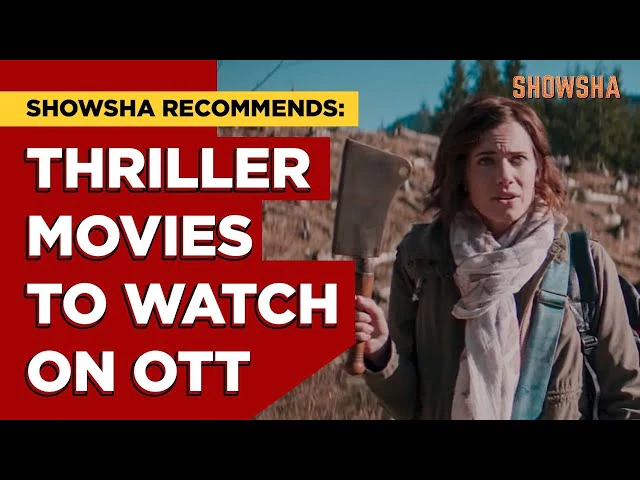 SHOWSHA
SHOWSHA RECOMMENDS:
THRILLER
MOVIES
TO WATCH
ON OTT